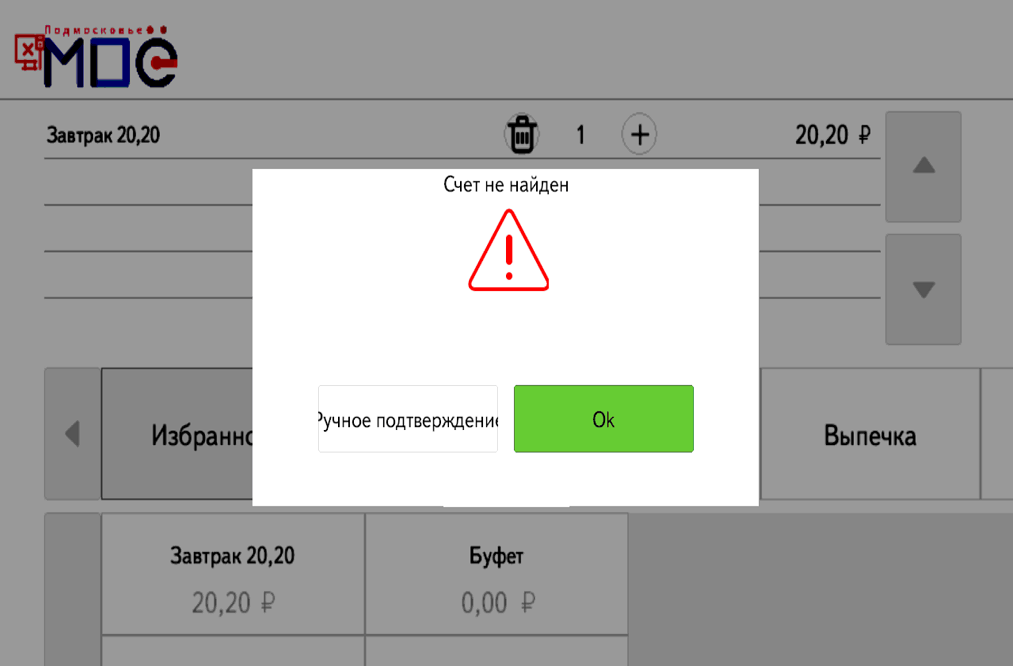 Подмосковье
МОС
Завтрак 20,20 1 + 20,20 ₽
Счет не найден
!
Ручное подтверждение Ok
Избранно Выпечка
Завтрак 20,20 Буфет
20,20 ₽ 0,00 ₽